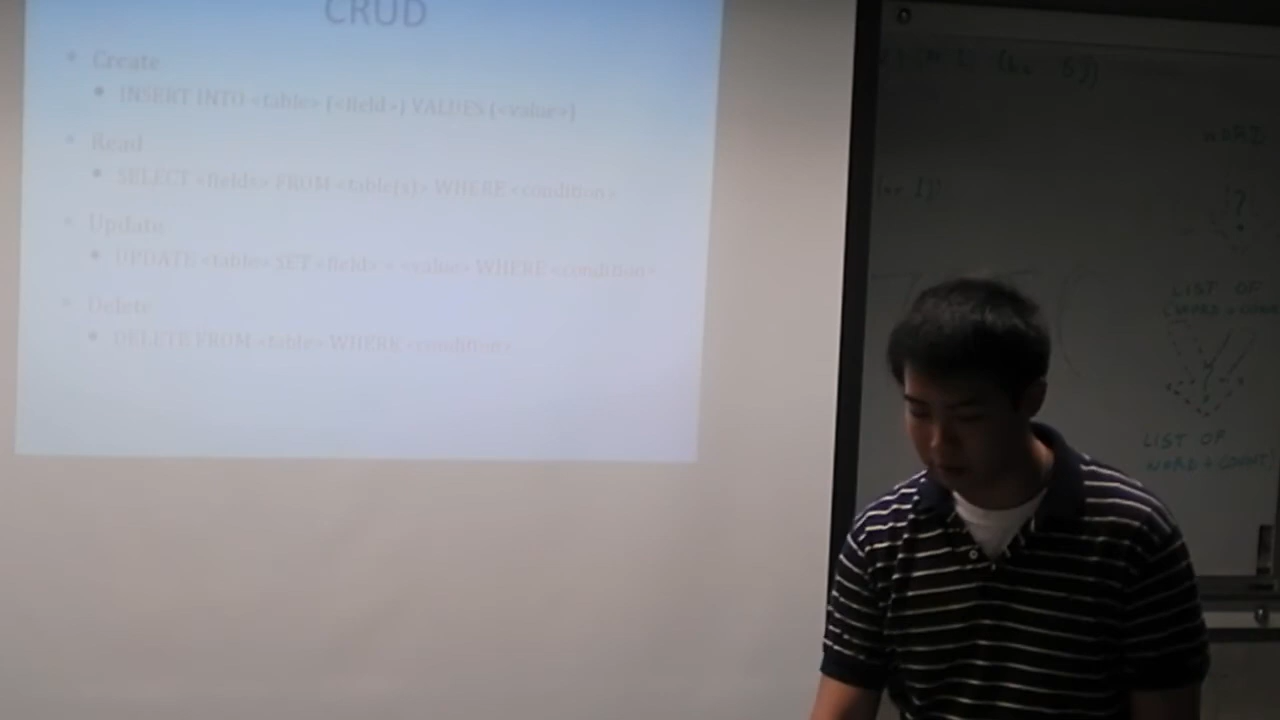 CRUD
Create
INSERT INTO <table> (<field>) VALUES (<value>)
Read
SELECT <fields> FROM <table(s)> WHERE <condition>
Update
UPDATE <table> SET <field> = <value> WHERE <condition>
Delete
DELETE FROM <table> WHERE <condition>
WORD
?
LIST OF
LIST OF
WORD + COUNT